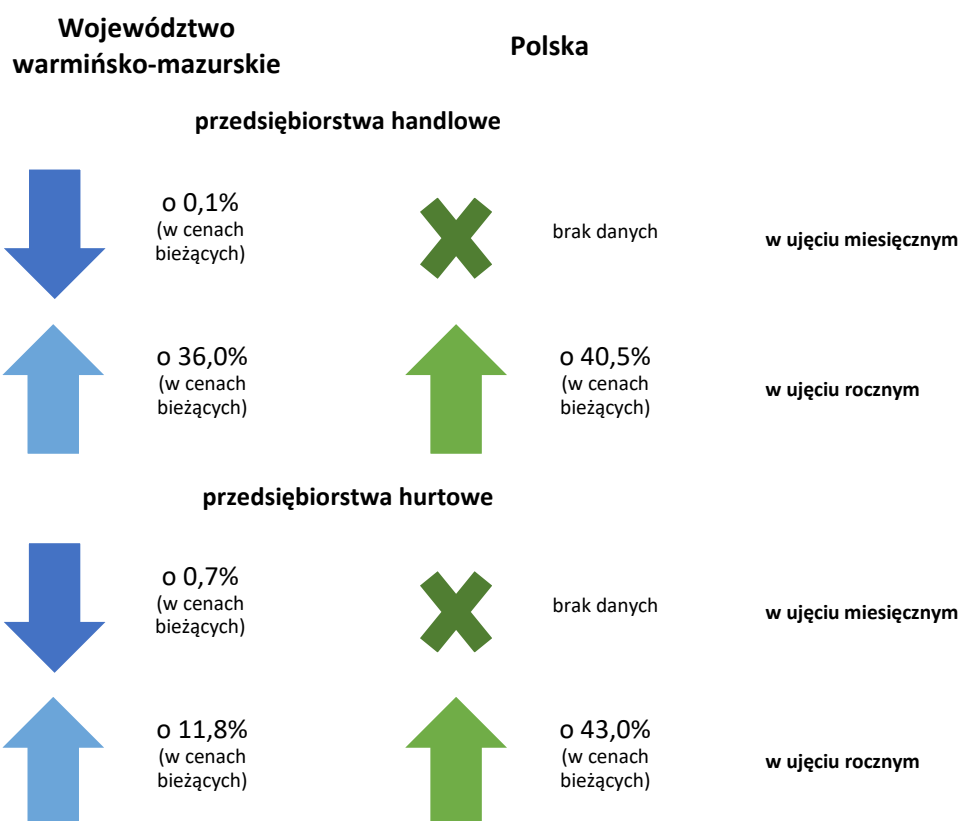 Województwo
warmińsko-mazurskie
Polska
przedsiębiorstwa handlowe
o 0,1%
(w cenach
bieżących)
brak danych
w ujęciu miesięcznym
o 36,0%
(w cenach
bieżących)
o 40,5%
(w cenach
bieżących)
w ujęciu rocznym
przedsiębiorstwa hurtowe
o 0,7%
(w cenach
bieżących)
brak danych
w ujęciu miesięcznym
o 11,8%
(w cenach
bieżących)
o 43,0%
(w cenach
bieżących)
w ujęciu rocznym